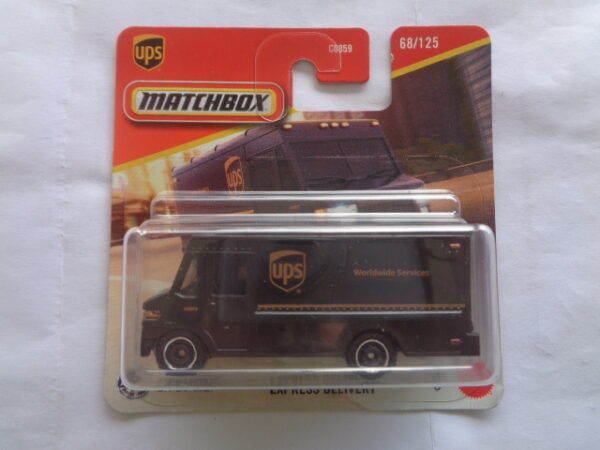 ups
C0859
68/125
MATCHBOX
ups
ups
Worldwide Services
EXPRESS DELIVERY